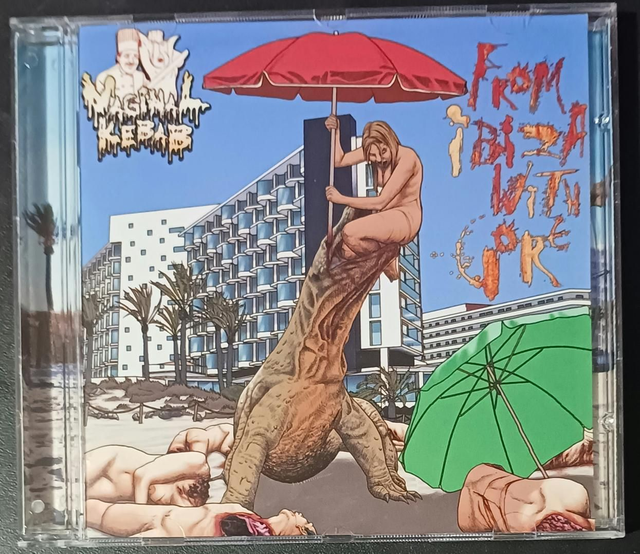 VAGINAL
KEBAB
FROM
iBiZA
WiTH
GORE